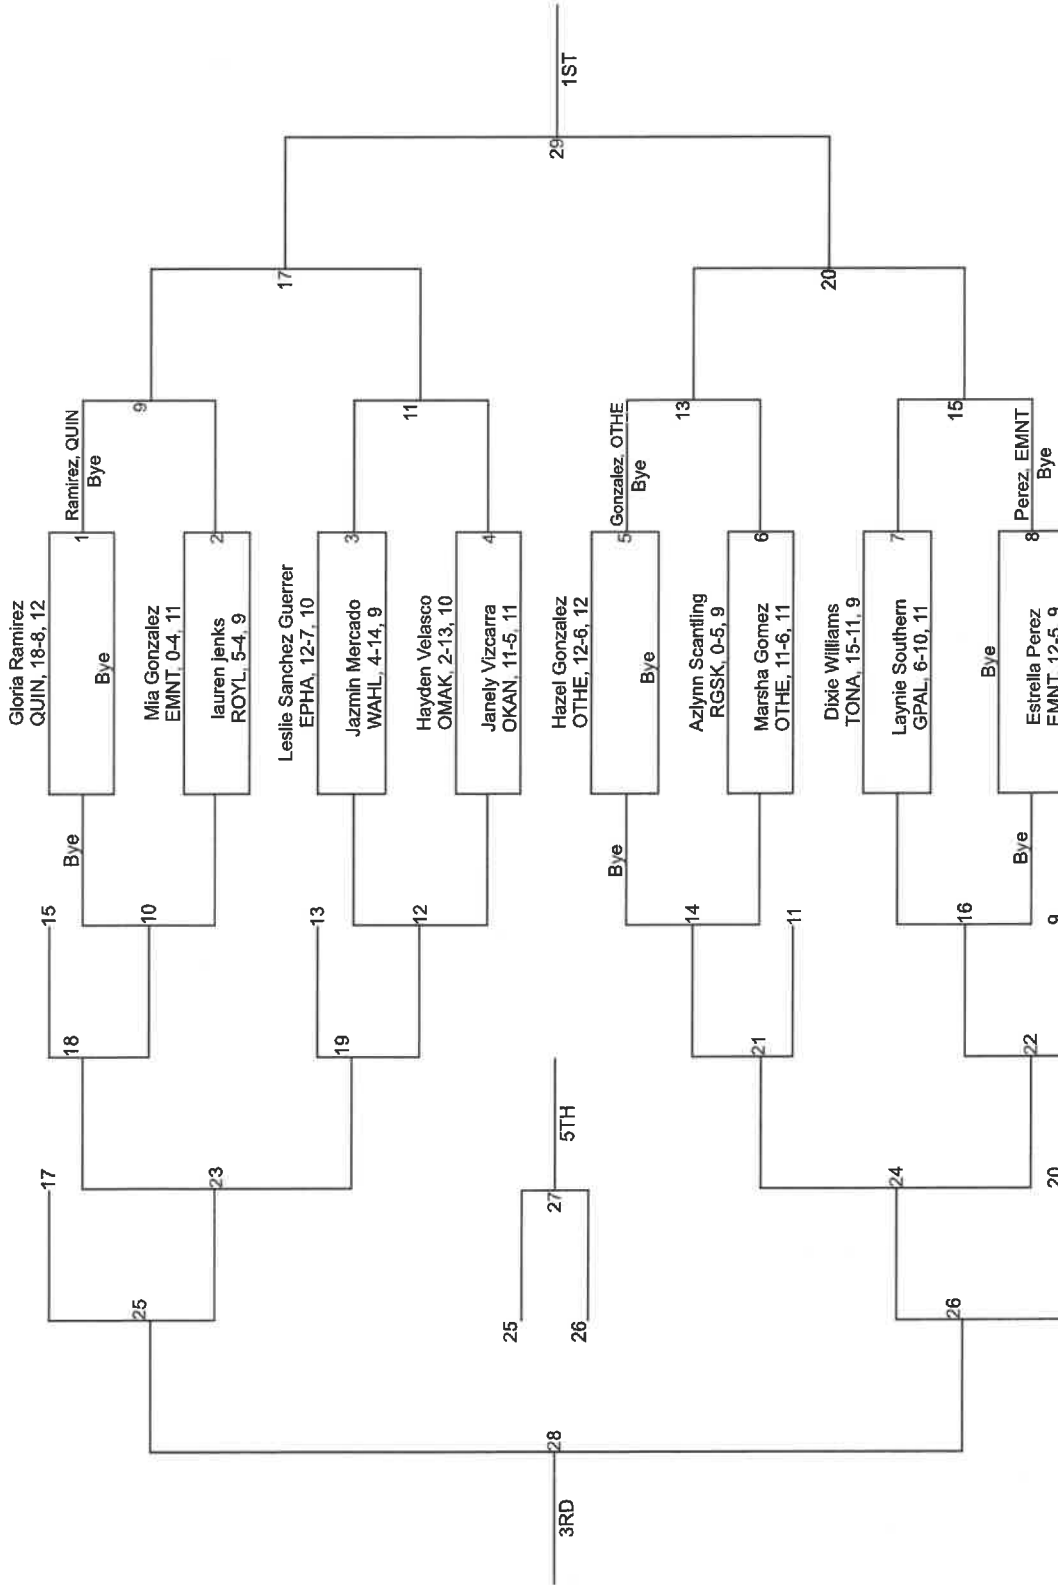 Gloria Ramirez
QUIN, 18-8, 12
Bye
1
Ramirez, QUIN
Bye
Bye
Mia Gonzalez
EMNT, 0-4, 11
2
lauren jenks
ROYL, 5-4, 9
Leslie Sanchez Guerrer
EPHA, 12-7, 10
3
Jazmin Mercado
WAHL, 4-14, 9
Hayden Velasco
OMAK, 2-13, 10
4
Janely Vizcarra
OKAN, 11-5, 11
Hazel Gonzalez
OTHE, 12-6, 12
5
Bye
Gonzalez, OTHE
Bye
Bye
Azlynn Scantling
RGSK, 0-5, 9
6
Marsha Gomez
OTHE, 11-6, 11
Dixie Williams
TONA, 15-11, 9
7
Laynie Southern
GPAL, 6-10, 11
Bye
8
Perez, EMNT
Bye
Bye
Estrella Perez
EMNT, 12-5, 9
9
11
13
15
17
20
29
1ST
15
10
13
12
14
11
16
9
18
19
21
22
17
23
24
20
25
26
25
26
27
5TH
28
3RD